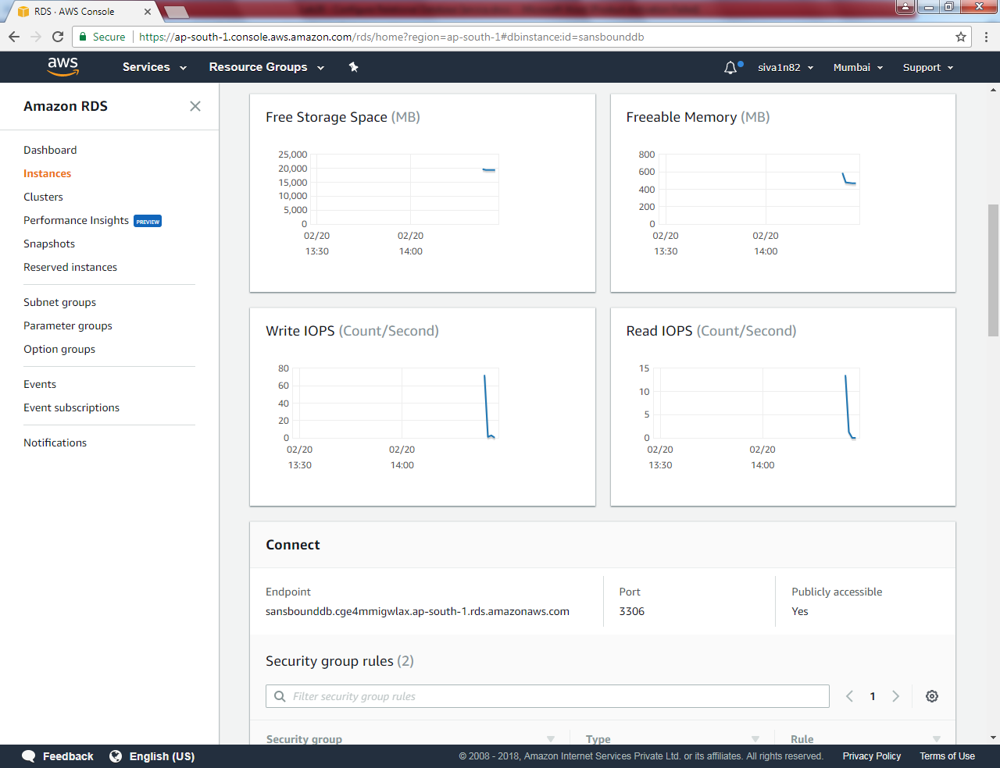 RDS · AWS Console
Secure https://ap-south-1.console.aws.amazon.com/rds/home?region=ap-south-1#dbinstance:id=sansbounddb
aws Services Resource Groups siva1n82 Mumbai Support
Amazon RDS
Dashboard
Instances
Clusters
Performance Insights PREVIEW
Snapshots
Reserved instances
Subnet groups
Parameter groups
Option groups
Events
Event subscriptions
Notifications
Free Storage Space (MB)
25,000
20,000
15,000
10,000
5,000
0
02/20 02/20
13:30 14:00
Freeable Memory (MB)
800
600
400
200
0
02/20 02/20
13:30 14:00
Write IOPS (Count/Second)
80
60
40
20
0
02/20 02/20
13:30 14:00
Read IOPS (Count/Second)
15
10
5
0
02/20 02/20
13:30 14:00
Connect
Endpoint Port Publicly accessible
sansbounddb.cge4mmigwlax.ap-south-1.rds.amazonaws.com 3306 Yes
Security group rules (2)
Filter security group rules 1
Security group Type Rule
Feedback English (US) © 2008 - 2018, Amazon Internet Services Private Ltd. or its affiliates. All rights reserved. Privacy Policy Terms of Use